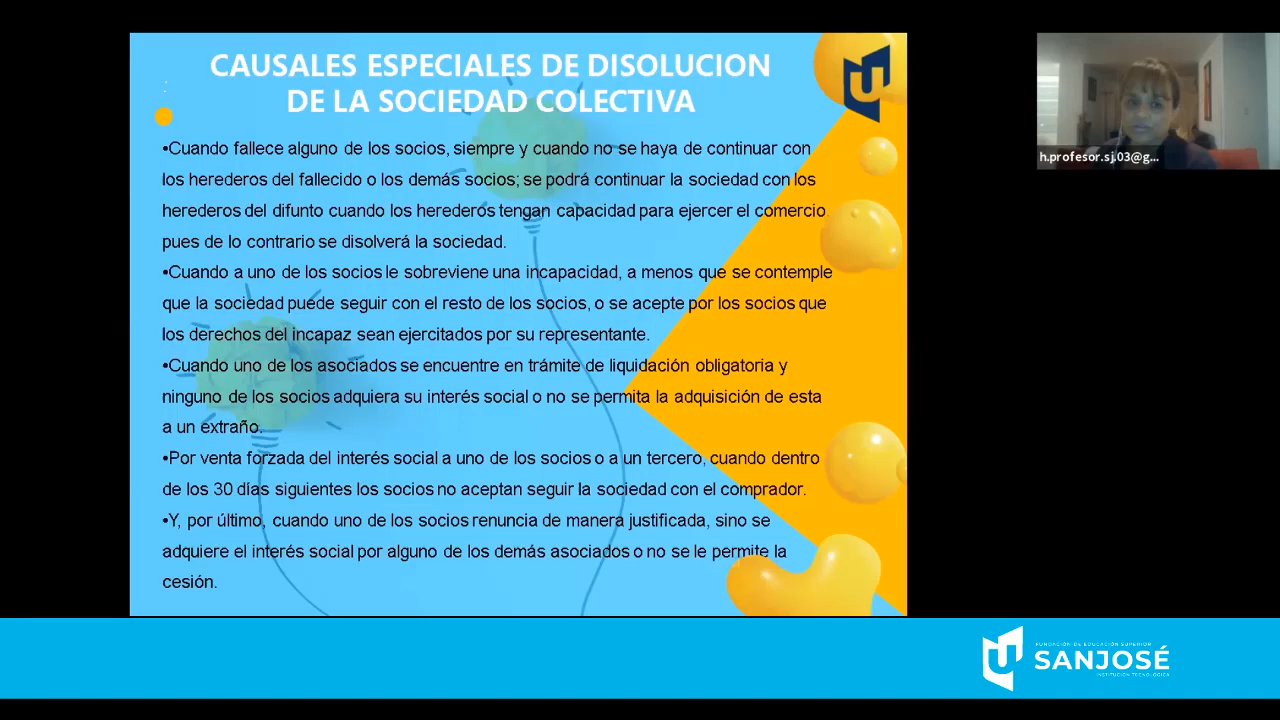 CAUSALES ESPECIALES DE DISOLUCION
DE LA SOCIEDAD COLECTIVA
•Cuando fallece alguno de los socios, siempre y cuando no se haya de continuar con
los herederos del fallecido o los demás socios; se podrá continuar la sociedad con los
herederos del difunto cuando los herederos tengan capacidad para ejercer el comercio
pues de lo contrario se disolverá la sociedad.
•Cuando a uno de los socios le sobreviene una incapacidad, a menos que se contemple
que la sociedad puede seguir con el resto de los socios, o se acepte por los socios que
los derechos del incapaz sean ejercitados por su representante.
•Cuando uno de los asociados se encuentre en trámite de liquidación obligatoria y
ninguno de los socios adquiera su interés social o no se permita la adquisición de esta
a un extraño.
•Por venta forzada del interés social a uno de los socios o a un tercero, cuando dentro
de los 30 días siguientes los socios no aceptan seguir la sociedad con el comprador.
•Y, por último, cuando uno de los socios renuncia de manera justificada, sino se
adquiere el interés social por alguno de los demás asociados o no se le permite la
cesión.
h.profesor.sj.03@g...
FUNDACIÓN DE EDUCACIÓN SUPERIOR
SANJOSÉ
INSTITUCIÓN TECNOLÓGICA